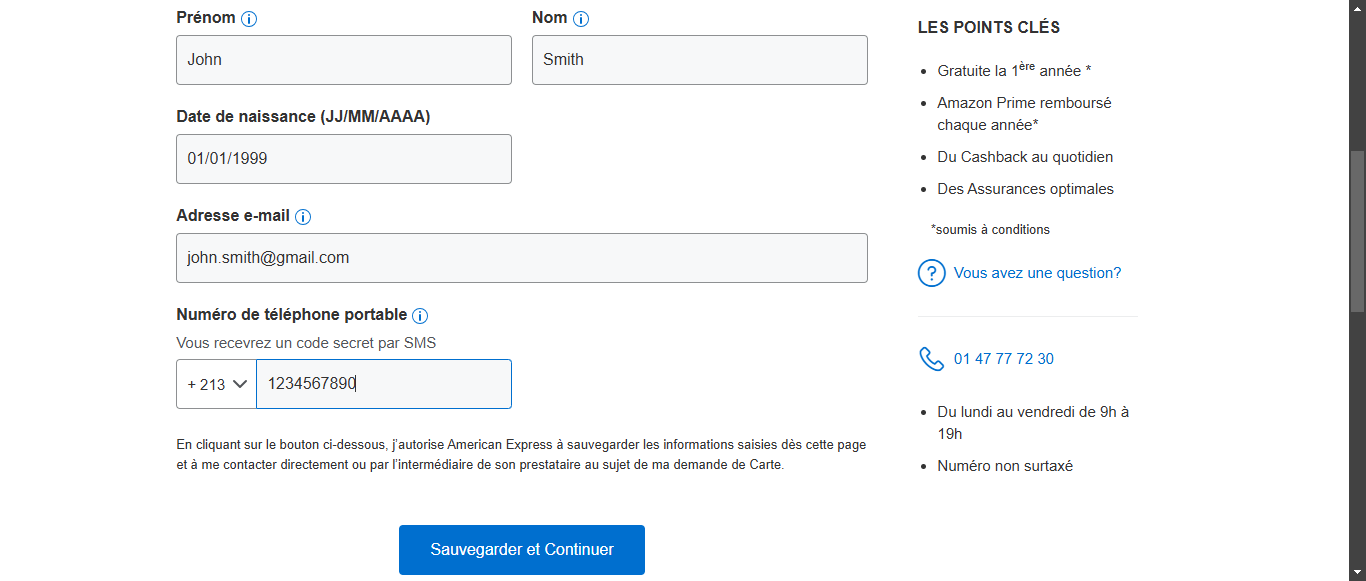 Prénom
Nom
John
Smith
Date de naissance (JJ/MM/AAAA)
01/01/1999
Adresse e-mail
john.smith@gmail.com
Numéro de téléphone portable
Vous recevrez un code secret par SMS
+ 213
1234567890
En cliquant sur le bouton ci-dessous, j'autorise American Express à sauvegarder les informations saisies dès cette page
et à me contacter directement ou par l'intermédiaire de son prestataire au sujet de ma demande de Carte.
Sauvegarder et Continuer
LES POINTS CLÉS
• Gratuite la 1ère année *
• Amazon Prime remboursé
chaque année*
• Du Cashback au quotidien
• Des Assurances optimales
*soumis à conditions
? Vous avez une question?
01 47 77 72 30
• Du lundi au vendredi de 9h à
19h
• Numéro non surtaxé